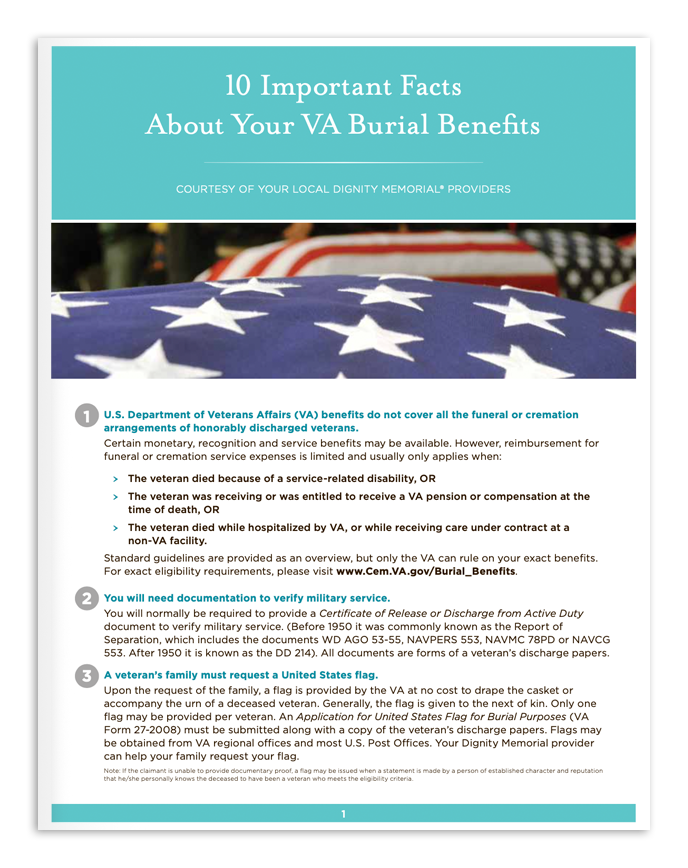 10 Important Facts
About Your VA Burial Benefits
COURTESY OF YOUR LOCAL DIGNITY MEMORIAL® PROVIDERS
1 U.S. Department of Veterans Affairs (VA) benefits do not cover all the funeral or cremation
arrangements of honorably discharged veterans.
Certain monetary, recognition and service benefits may be available. However, reimbursement for
funeral or cremation service expenses is limited and usually only applies when:
> The veteran died because of a service-related disability, OR
> The veteran was receiving or was entitled to receive a VA pension or compensation at the
time of death, OR
> The veteran died while hospitalized by VA, or while receiving care under contract at a
non-VA facility.
Standard guidelines are provided as an overview, but only the VA can rule on your exact benefits.
For exact eligibility requirements, please visit www.Cem.VA.gov/Burial_Benefits.
2 You will need documentation to verify military service.
You will normally be required to provide a Certificate of Release or Discharge from Active Duty
document to verify military service. (Before 1950 it was commonly known as the Report of
Separation, which includes the documents WD AGO 53-55, NAVPERS 553, NAVMC 78PD or NAVCG
553. After 1950 it is known as the DD 214). All documents are forms of a veteran's discharge papers.
3 A veteran's family must request a United States flag.
Upon the request of the family, a flag is provided by the VA at no cost to drape the casket or
accompany the urn of a deceased veteran. Generally, the flag is given to the next of kin. Only one
flag may be provided per veteran. An Application for United States Flag for Burial Purposes (VA
Form 27-2008) must be submitted along with a copy of the veteran's discharge papers. Flags may
be obtained from VA regional offices and most U.S. Post Offices. Your Dignity Memorial provider
can help your family request your flag.
Note: If the claimant is unable to provide documentary proof, a flag may be issued when a statement is made by a person of established character and reputation
that he/she personally knows the deceased to have been a veteran who meets the eligibility criteria.
1